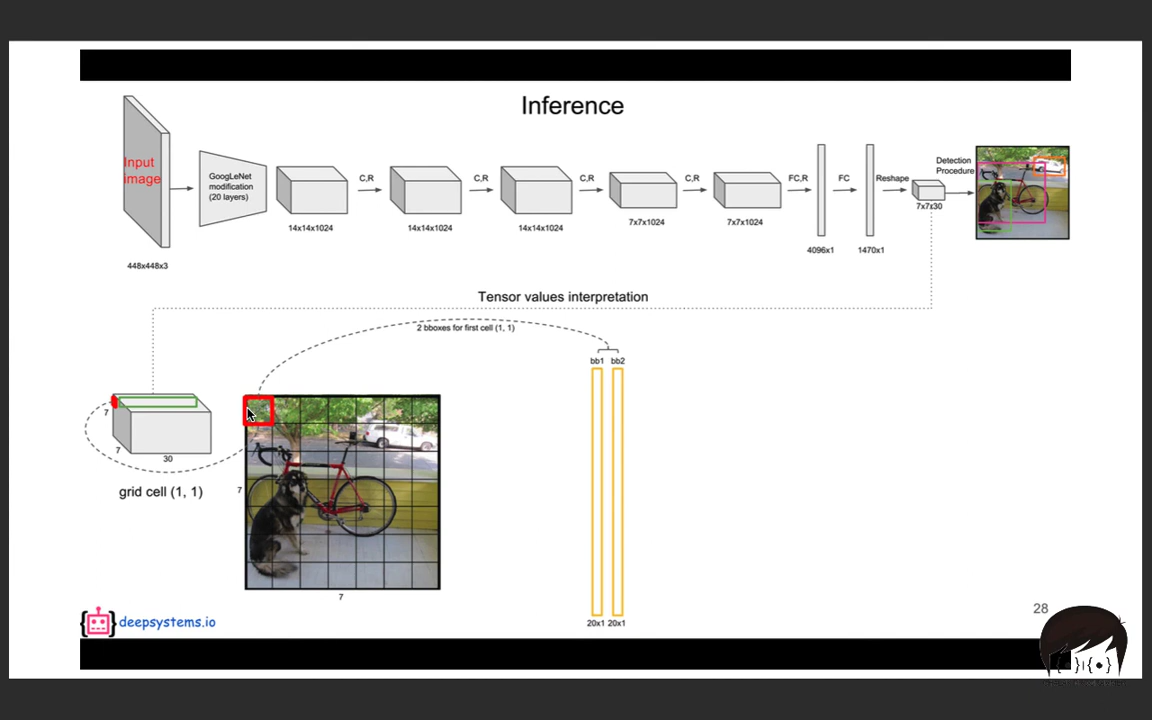 Inference
Input
image
448x448x3
GoogLeNet
modification
(20 layers)
14x14x1024
C,R
14x14x1024
C,R
14x14x1024
C,R
7x7x1024
C,R
7x7x1024
FC,R
4096x1
FC
1470x1
Reshape
7x7x30
Detection
Procedure
Tensor values interpretation
2 bboxes for first cell (1, 1)
bb1 bb2
7
7
30
grid cell (1, 1)
7
7
20x1 20x1
{ } deepsystems.io
28
{ }ı{ • }